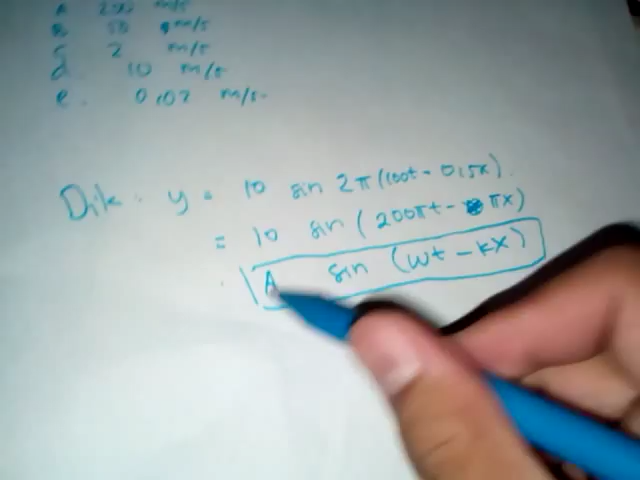 a 200 m/s
b 50 m/s
c 2 m/s
d. 10 m/s
e. 0,02 m/s
Dik. y = 10 sin 2π(100t - 0,5x).
= 10 sin (200πt - πx)
A sin (ωt - kx)